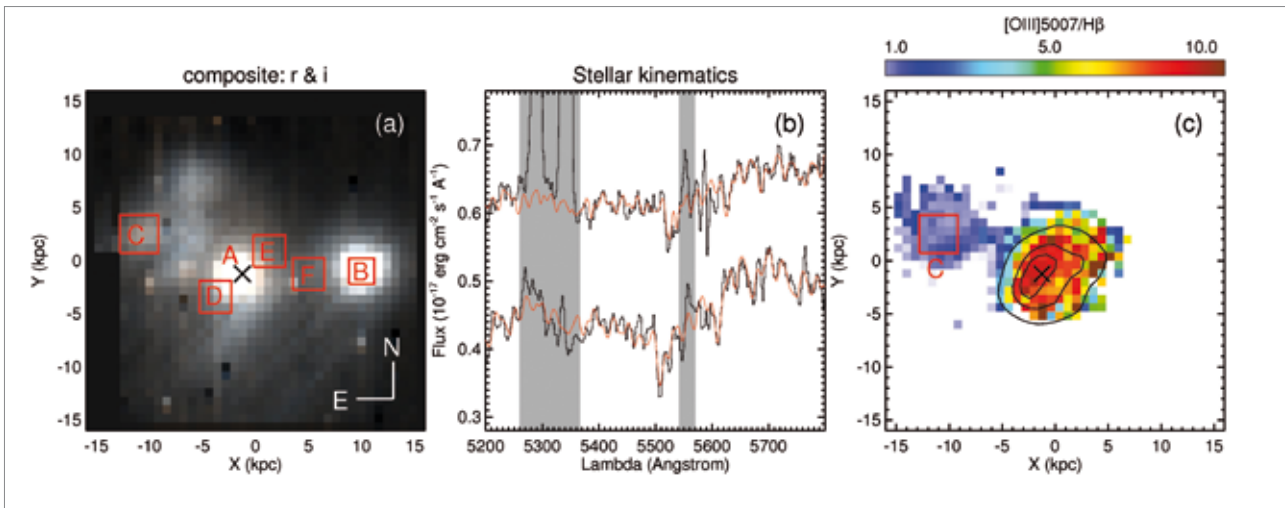 [OIII]5007/Hβ
1.0 5.0 10.0
composite: r & i
Stellar kinematics
(a)
(b)
(c)
15
10
5
0
-5
-10
-15
Y (kpc)
C
A
E
D
F
B
N
E
-15 -10 -5 0 5 10 15
X (kpc)
0.7
0.6
0.5
0.4
0.3
Flux (10⁻¹⁷ erg cm⁻² s⁻¹ A⁻¹)
5200 5300 5400 5500 5600 5700
Lambda (Angstrom)
15
10
5
0
-5
-10
-15
Y (kpc)
C
-15 -10 -5 0 5 10 15
X (kpc)